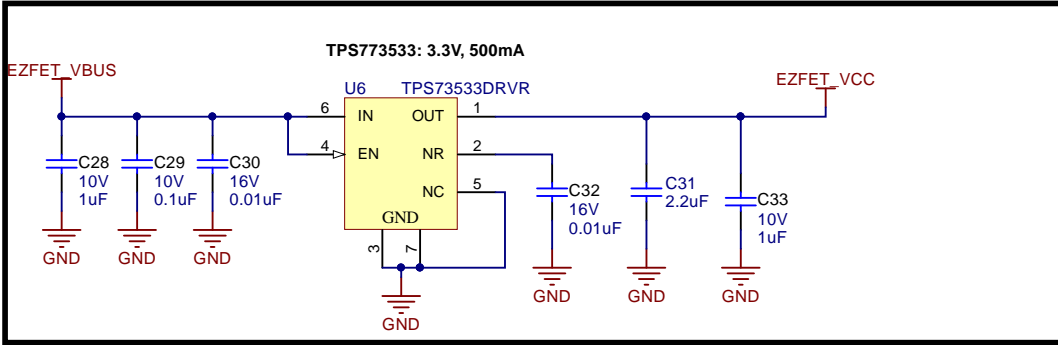 TPS773533: 3.3V, 500mA
EZFET_VBUS
EZFET_VCC
U6 TPS73533DRVR
6 IN OUT 1
4 EN NR 2
NC 5
GND
3 7
C28
10V
1uF
C29
10V
0.1uF
C30
16V
0.01uF
C32
16V
0.01uF
C31
2.2uF
C33
10V
1uF
GND
GND
GND
GND
GND
GND
GND